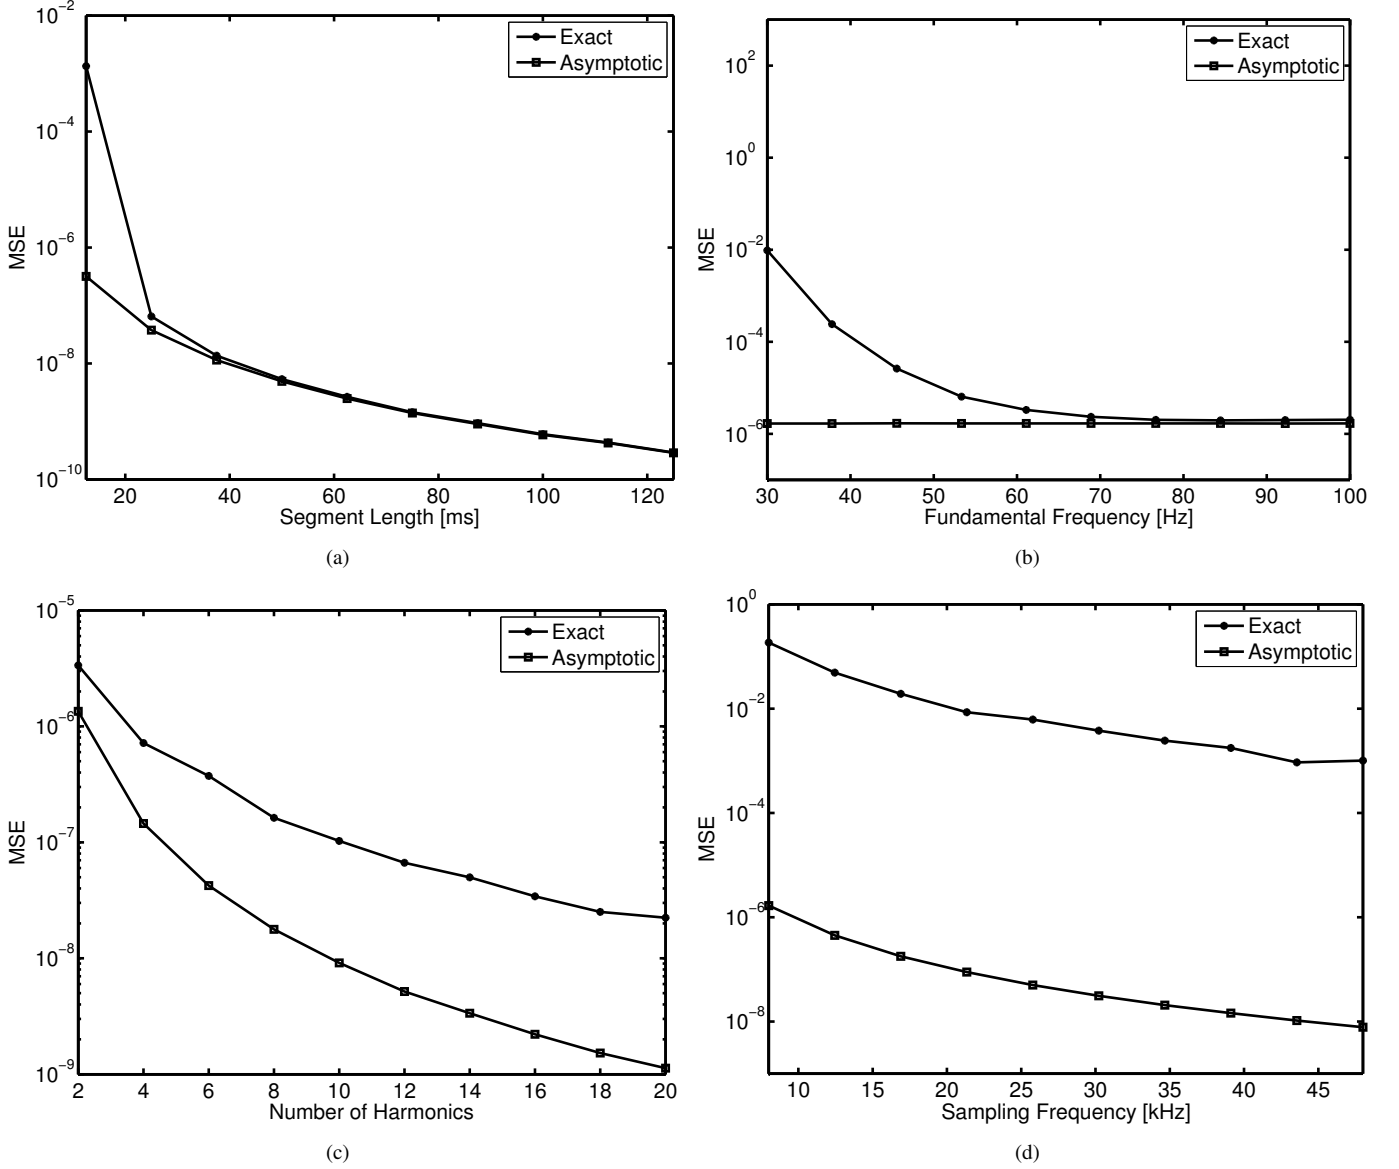 10^-2
10^-4
10^-6
10^-8
10^-10
MSE
Exact
Asymptotic
20 40 60 80 100 120
Segment Length [ms]
(a)
10^2
10^0
10^-2
10^-4
10^-6
MSE
Exact
Asymptotic
30 40 50 60 70 80 90 100
Fundamental Frequency [Hz]
(b)
10^-5
10^-6
10^-7
10^-8
10^-9
MSE
Exact
Asymptotic
2 4 6 8 10 12 14 16 18 20
Number of Harmonics
(c)
10^0
10^-2
10^-4
10^-6
10^-8
MSE
Exact
Asymptotic
10 15 20 25 30 35 40 45
Sampling Frequency [kHz]
(d)